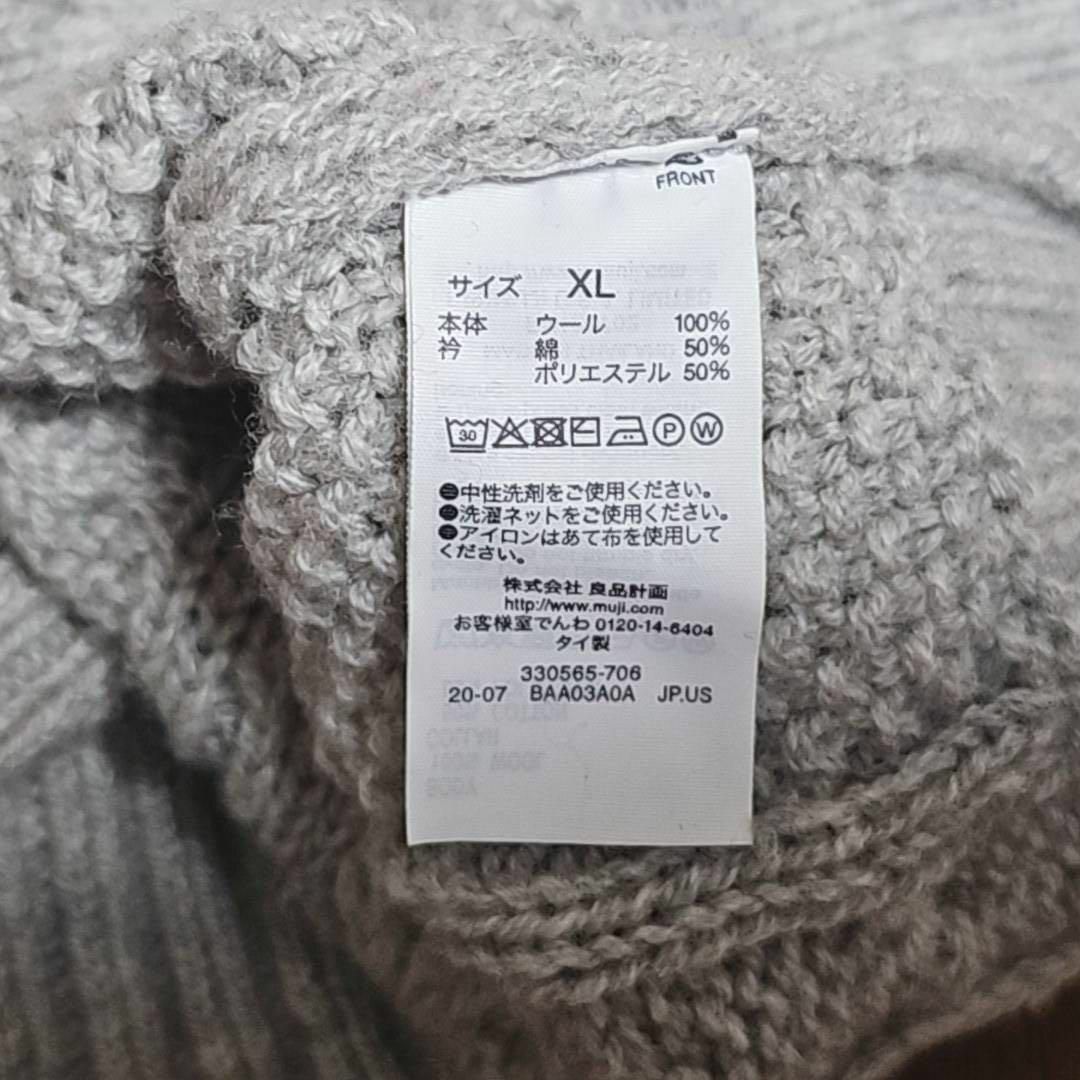 FRONT
サイズ XL
本体 ウール 100%
衿 綿 50%
ポリエステル 50%
30 P W
●中性洗剤をご使用ください。
●洗濯ネットをご使用ください。
●アイロンはあて布を使用して
ください。
株式会社 良品計画
http://www.muji.com
お客様室でんわ 0120-14-6404
タイ製
330565-706
20-07 BAA03A0A JP.US